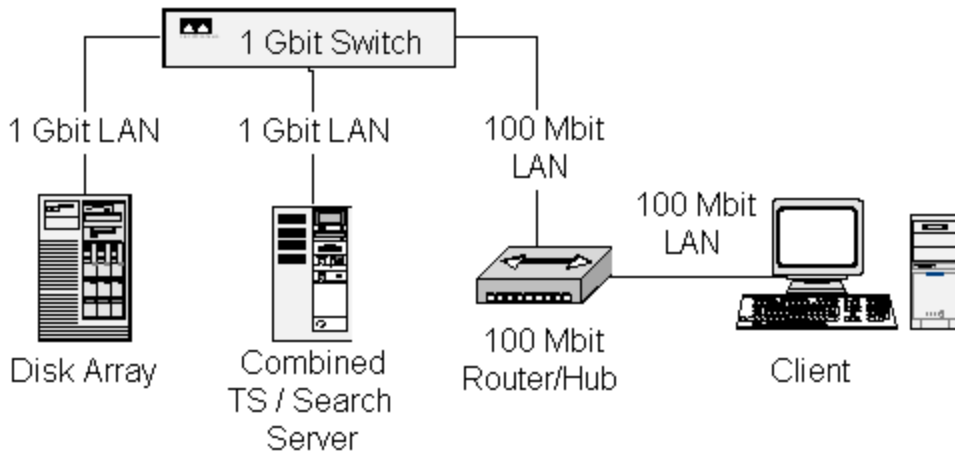 1 Gbit Switch
1 Gbit LAN
1 Gbit LAN
100 Mbit
LAN
100 Mbit
LAN
Disk Array
Combined
TS / Search
Server
100 Mbit
Router/Hub
Client